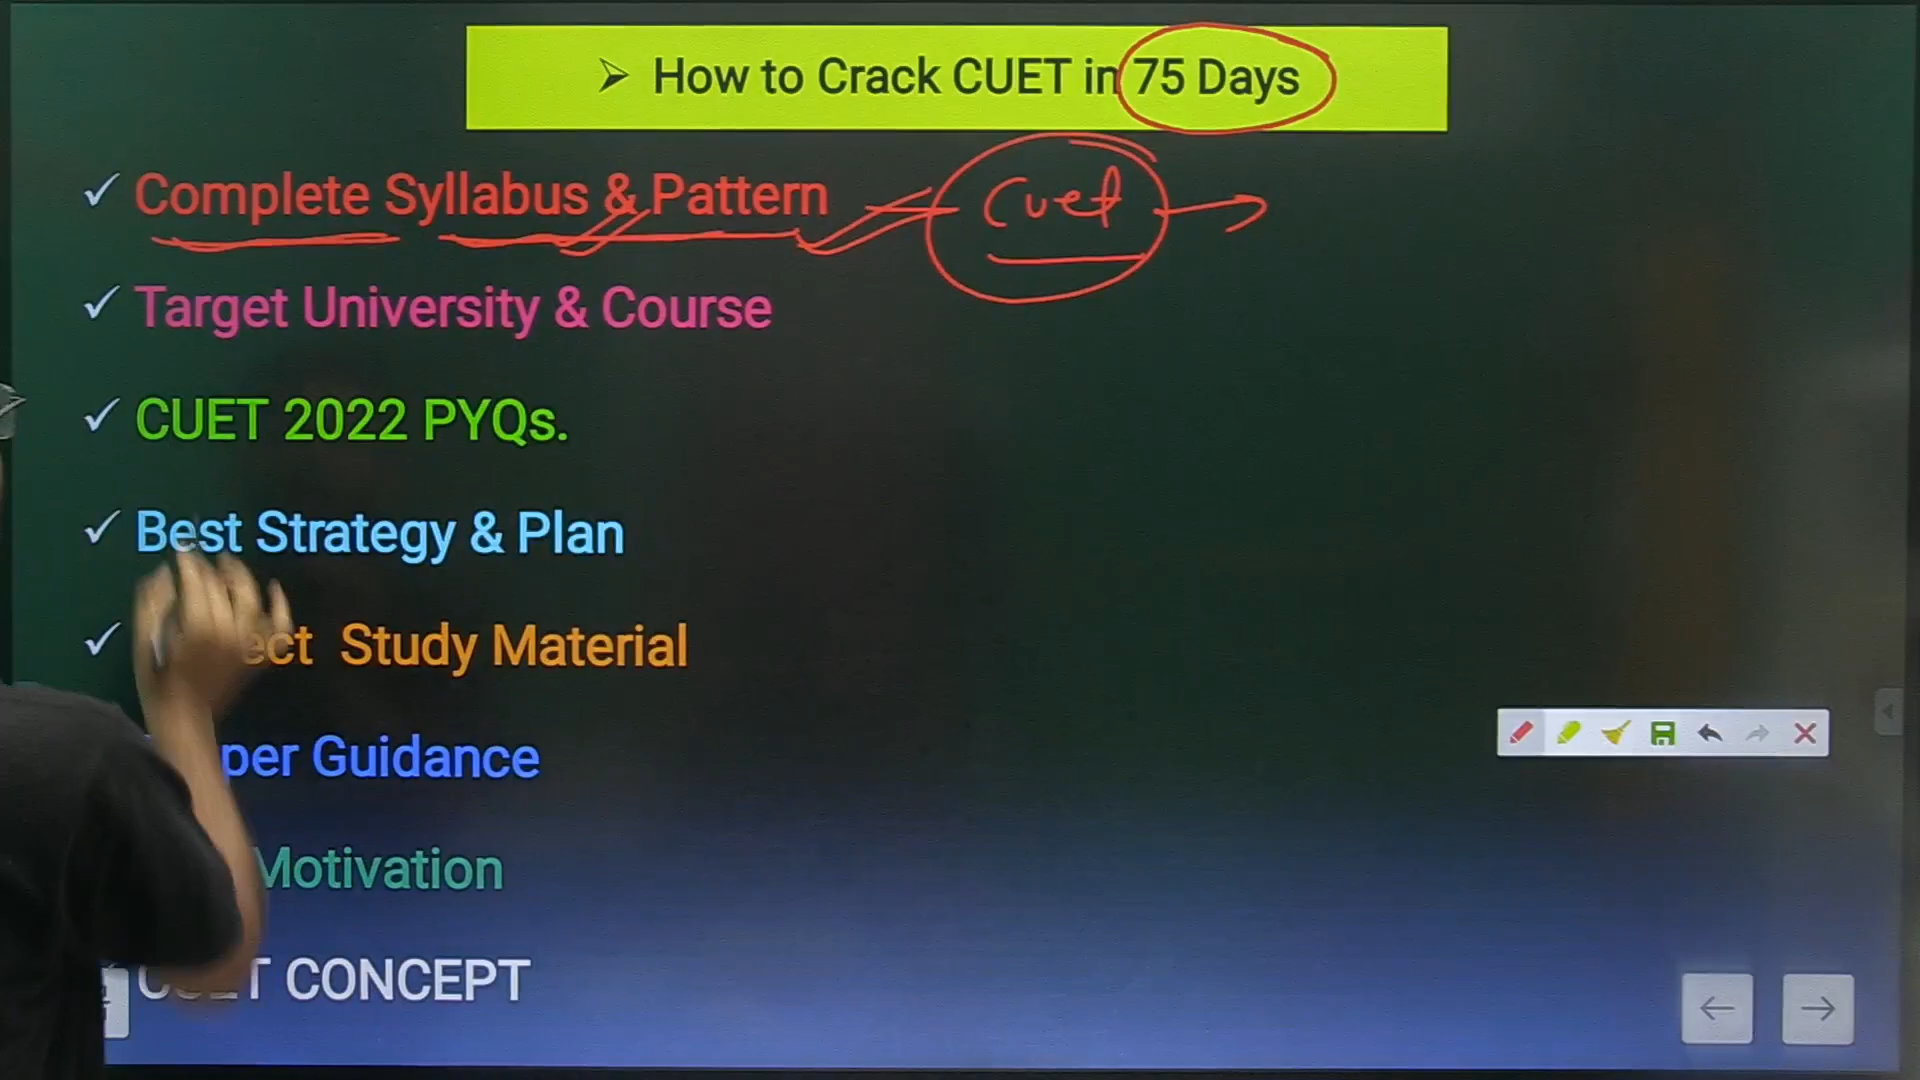 ➢ How to Crack CUET in 75 Days
✓ Complete Syllabus & Pattern Cuet
✓ Target University & Course
✓ CUET 2022 PYQs.
✓ Best Strategy & Plan
✓ Study Material
Guidance
Motivation
CONCEPT